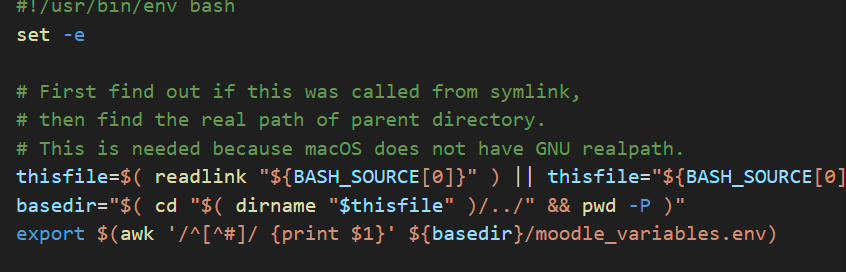 #!/usr/bin/env bash
set -e
# First find out if this was called from symlink,
# then find the real path of parent directory.
# This is needed because macOS does not have GNU realpath.
thisfile=$( readlink "${BASH_SOURCE[0]}" ) || thisfile="${BASH_SOURCE[0]
basedir="$( cd "$( dirname "$thisfile" )/../" && pwd -P )"
export $(awk '/^[^#]/ {print $1}' ${basedir}/moodle_variables.env)